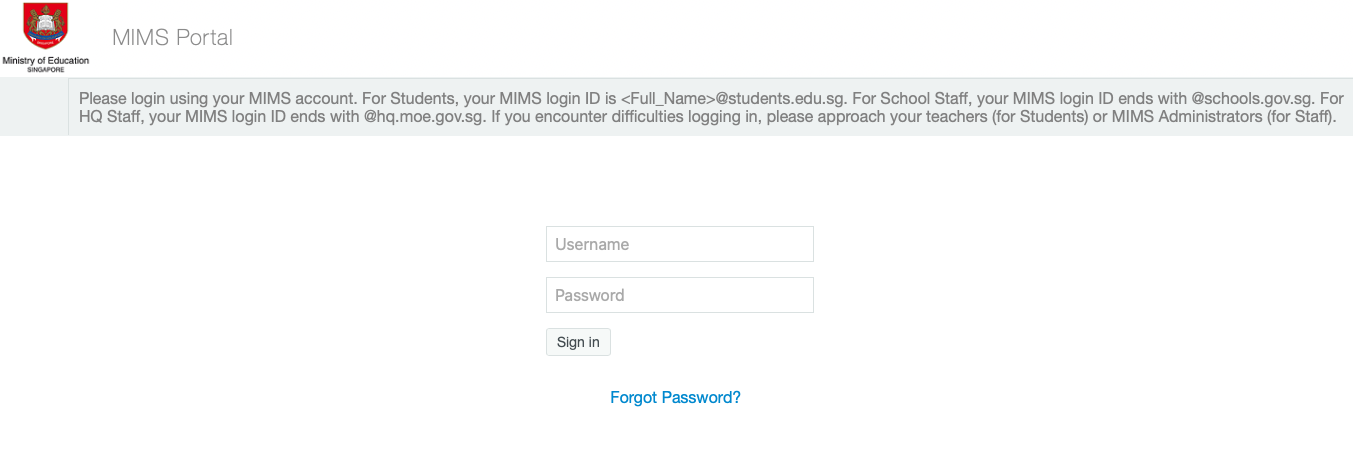 MIMS Portal
Ministry of Education
SINGAPORE
Please login using your MIMS account. For Students, your MIMS login ID is <Full_Name>@students.edu.sg. For School Staff, your MIMS login ID ends with @schools.gov.sg. For
HQ Staff, your MIMS login ID ends with @hq.moe.gov.sg. If you encounter difficulties logging in, please approach your teachers (for Students) or MIMS Administrators (for Staff).
Username
Password
Sign in
Forgot Password?